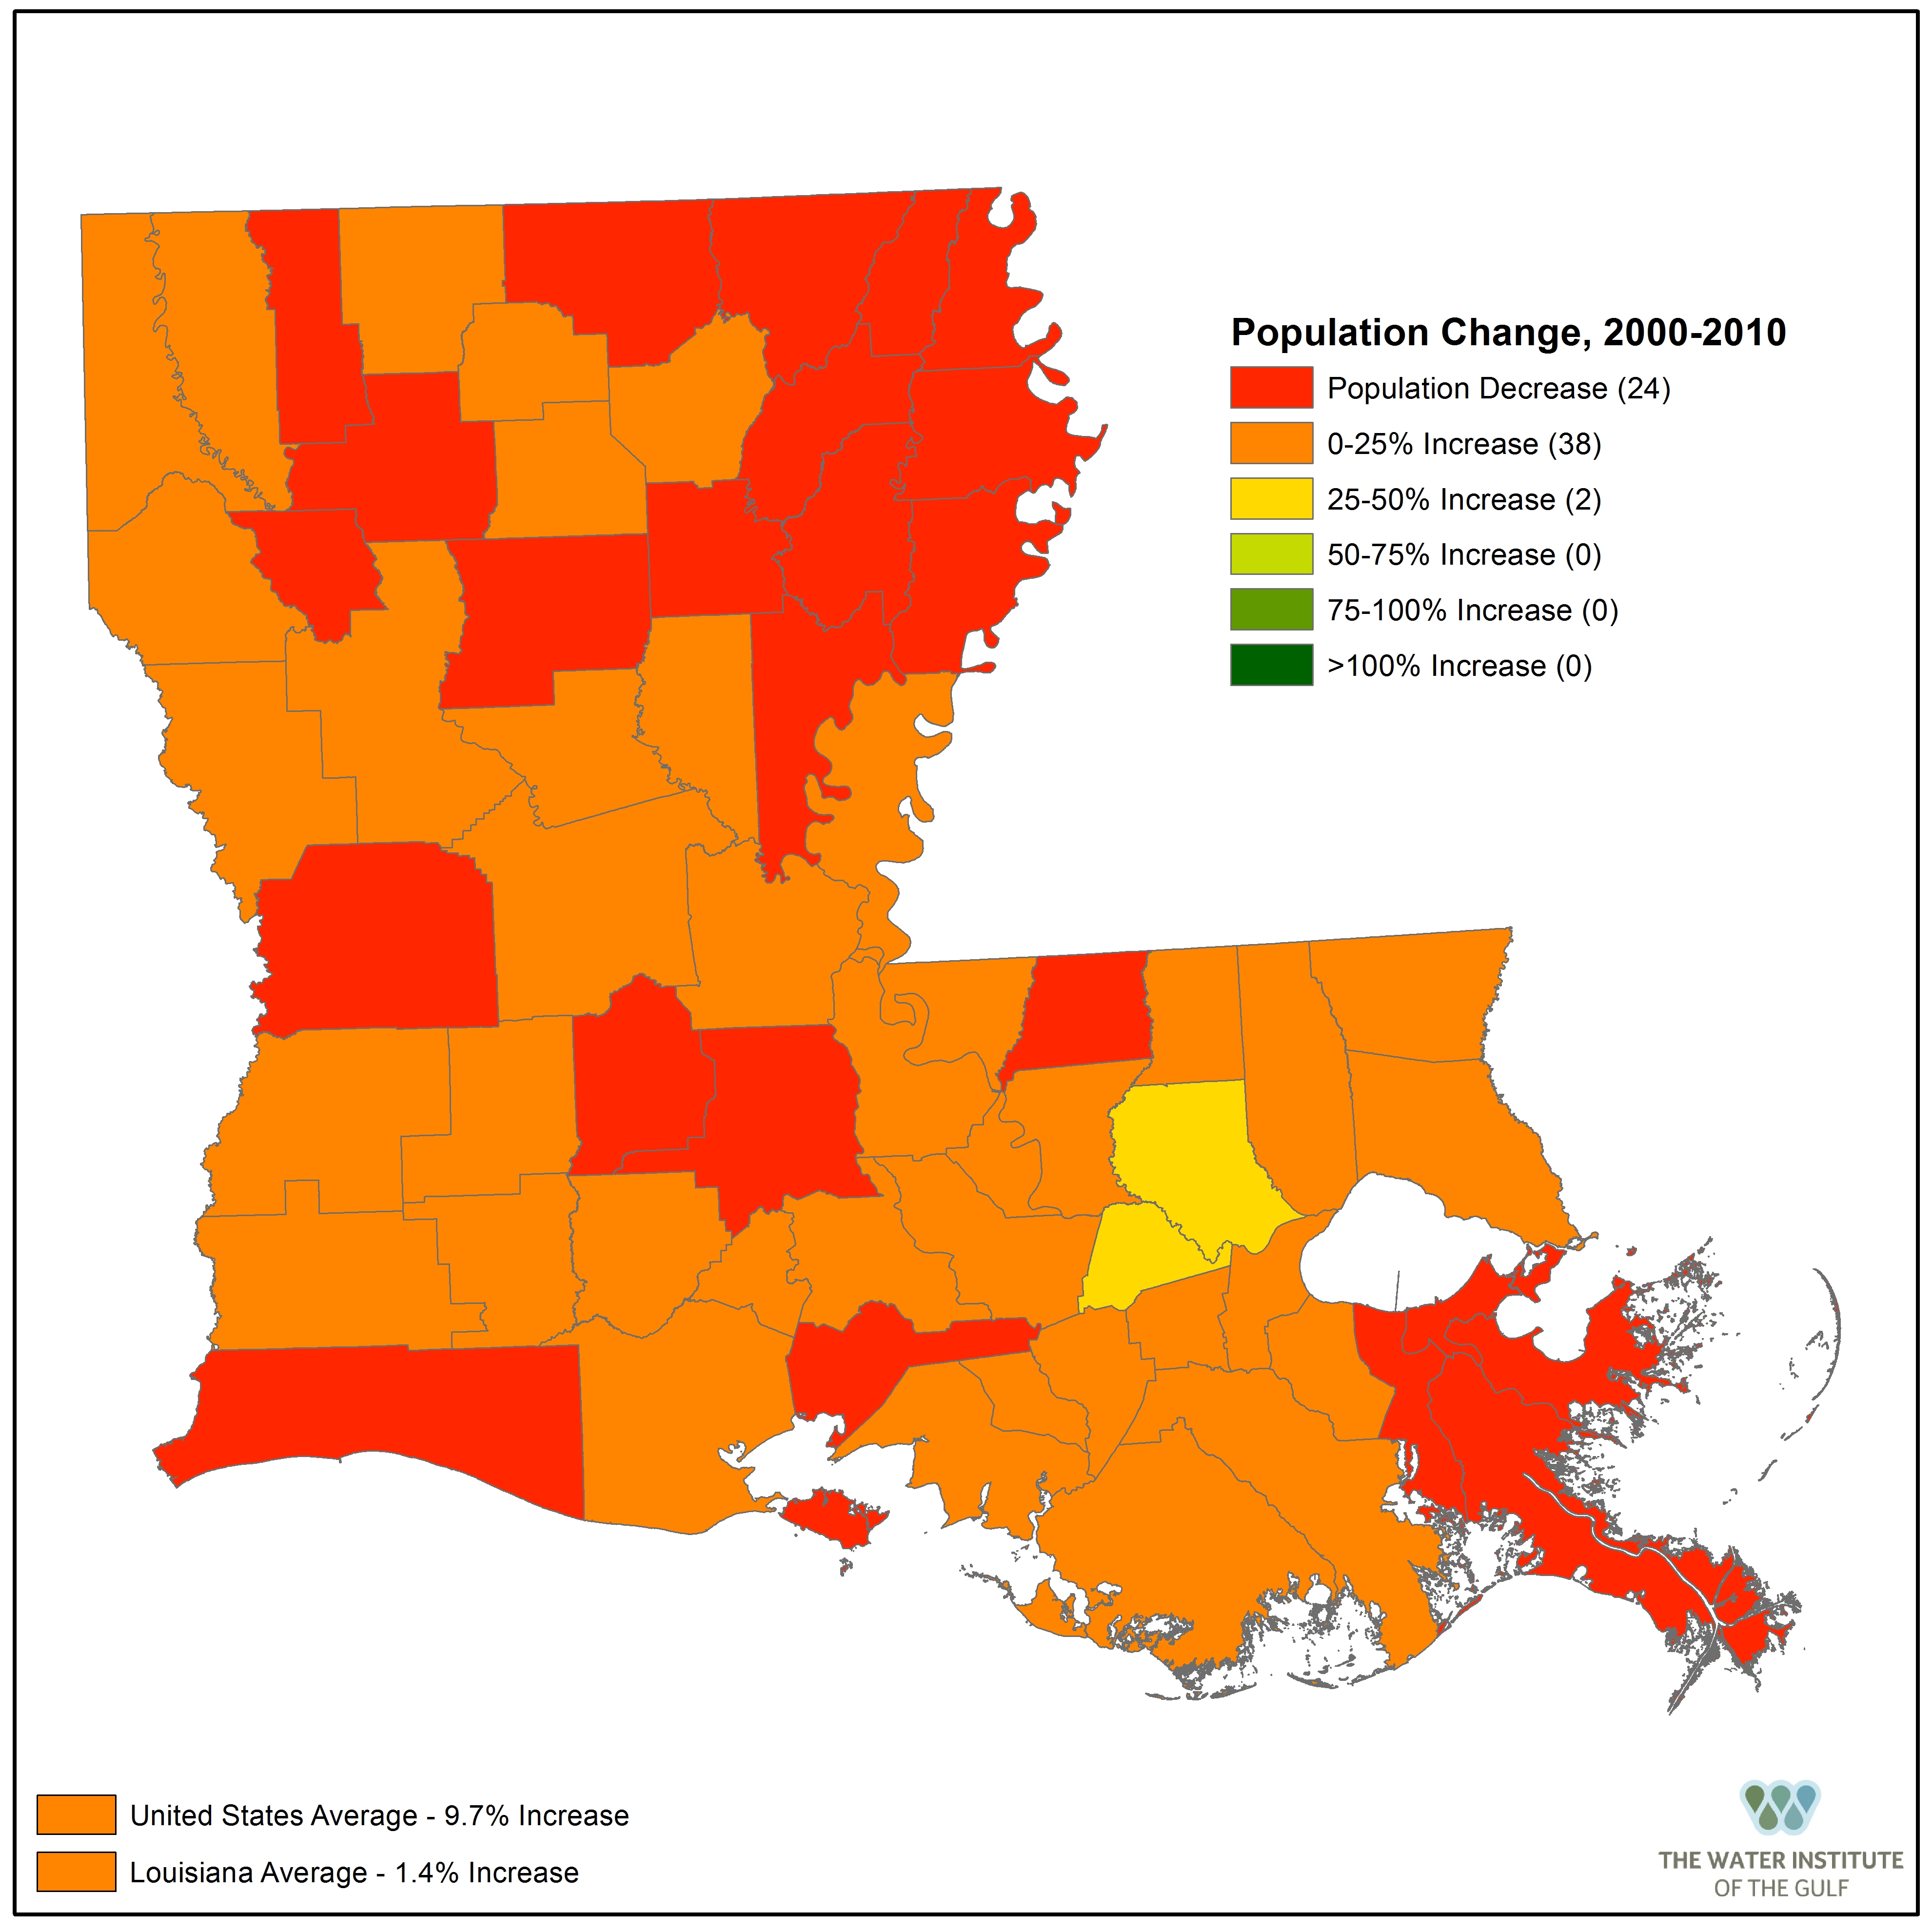 Population Change, 2000-2010
Population Decrease (24)
0-25% Increase (38)
25-50% Increase (2)
50-75% Increase (0)
75-100% Increase (0)
>100% Increase (0)
United States Average - 9.7% Increase
Louisiana Average - 1.4% Increase
THE WATER INSTITUTE
OF THE GULF